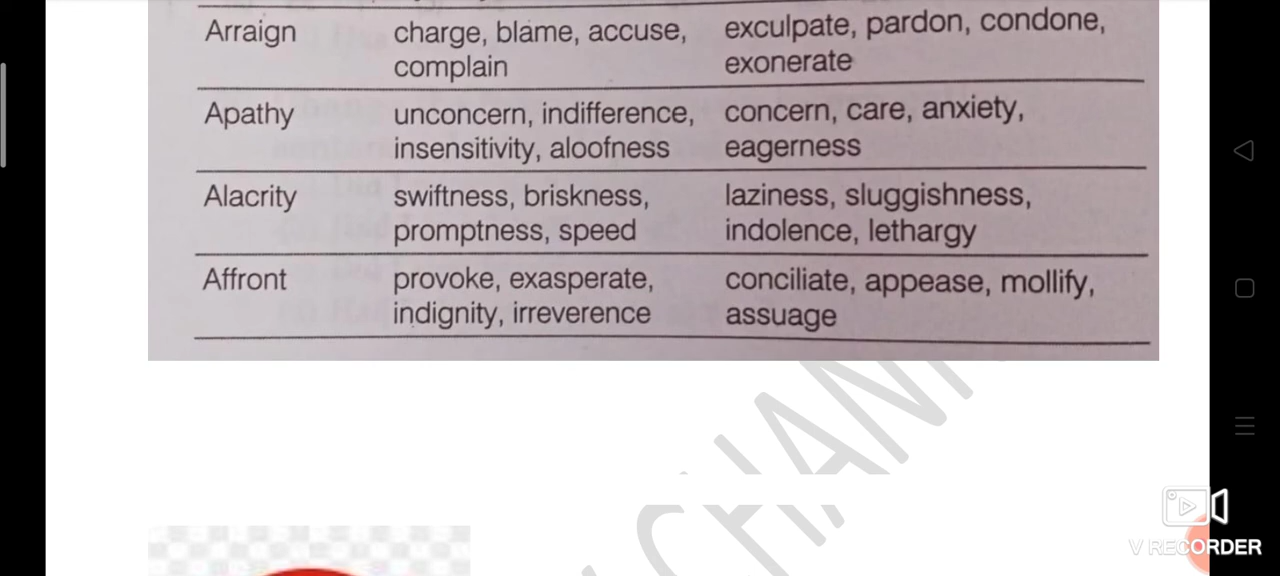 Arraign charge, blame, accuse, exculpate, pardon, condone,
complain exonerate
Apathy unconcern, indifference, concern, care, anxiety,
insensitivity, aloofness eagerness
Alacrity swiftness, briskness, laziness, sluggishness,
promptness, speed indolence, lethargy
Affront provoke, exasperate, conciliate, appease, mollify,
indignity, irreverence assuage
CHAN
V RECORDER